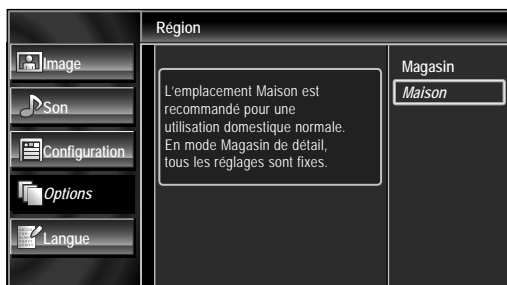 Région
Image
Son
Configuration
Options
Langue
L'emplacement Maison est
recommandé pour une
utilisation domestique normale.
En mode Magasin de détail,
tous les réglages sont fixes.
Magasin
Maison